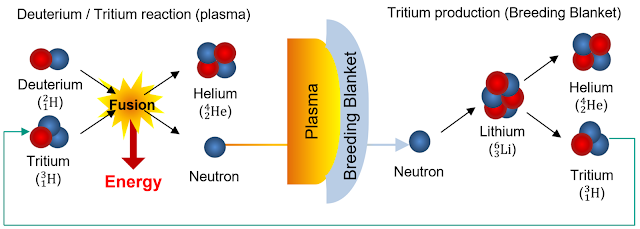 Deuterium / Tritium reaction (plasma)
Tritium production (Breeding Blanket)
Deuterium
(²₁H)
Fusion
Helium
(⁴₂He)
Tritium
(³₁H)
Energy
Neutron
Plasma
Breeding Blanket
Neutron
Lithium
(⁶₃Li)
Helium
(⁴₂He)
Tritium
(³₁H)